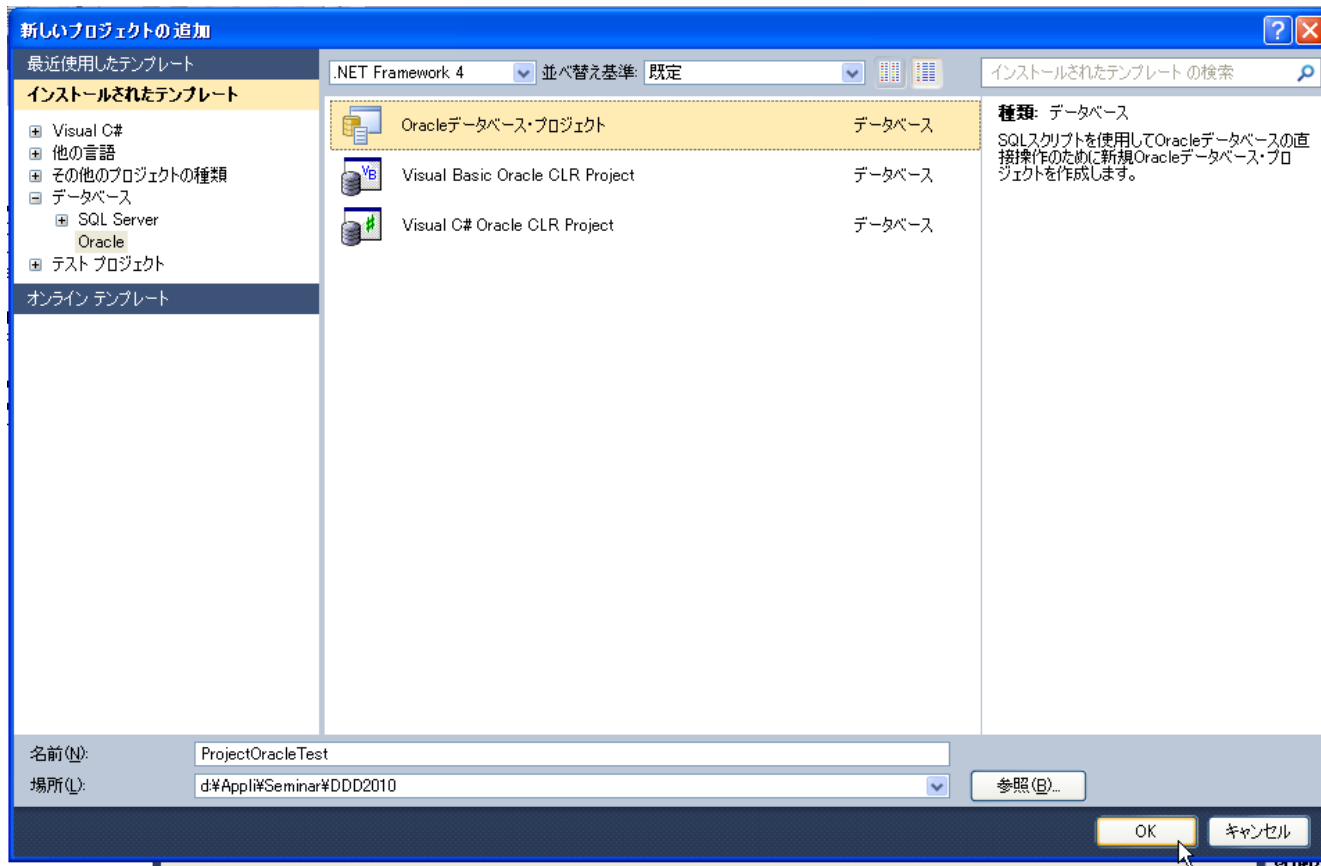 新しいプロジェクトの追加
最近使用したテンプレート
インストールされたテンプレート
Visual C#
他の言語
その他のプロジェクトの種類
データベース
SQL Server
Oracle
テスト プロジェクト
オンライン テンプレート
.NET Framework 4 並べ替え基準: 既定
Oracleデータベース・プロジェクト データベース
Visual Basic Oracle CLR Project データベース
Visual C# Oracle CLR Project データベース
インストールされたテンプレート の検索
種類: データベース
SQLスクリプトを使用してOracleデータベースの直
接操作のために新規Oracleデータベース・プロ
ジェクトを作成します。
名前(N): ProjectOracleTest
場所(L): d:¥Appli¥Seminar¥DDD2010 参照(B)...
OK キャンセル